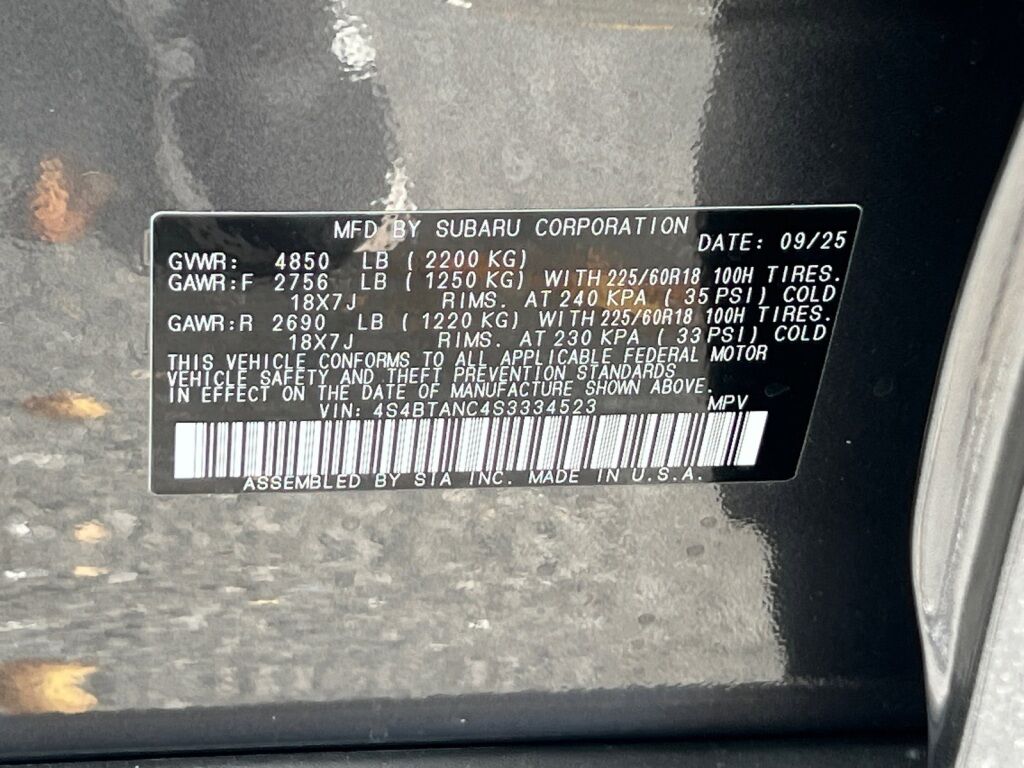 MFD BY SUBARU CORPORATION DATE: 09/25
GVWR: 4850 LB ( 2200 KG)
GAWR:F 2756 LB ( 1250 KG) WITH 225/60R18 100H TIRES.
18X7J RIMS. AT 240 KPA ( 35 PSI) COLD
GAWR:R 2690 LB ( 1220 KG) WITH 225/60R18 100H TIRES.
18X7J RIMS. AT 230 KPA ( 33 PSI) COLD
THIS VEHICLE CONFORMS TO ALL APPLICABLE FEDERAL MOTOR
VEHICLE SAFETY AND THEFT PREVENTION STANDARDS
IN EFFECT ON THE DATE OF MANUFACTURE SHOWN ABOVE.
VIN: 4S4BTANC4S3334523 MPV
ASSEMBLED BY SIA INC. MADE IN U.S.A.